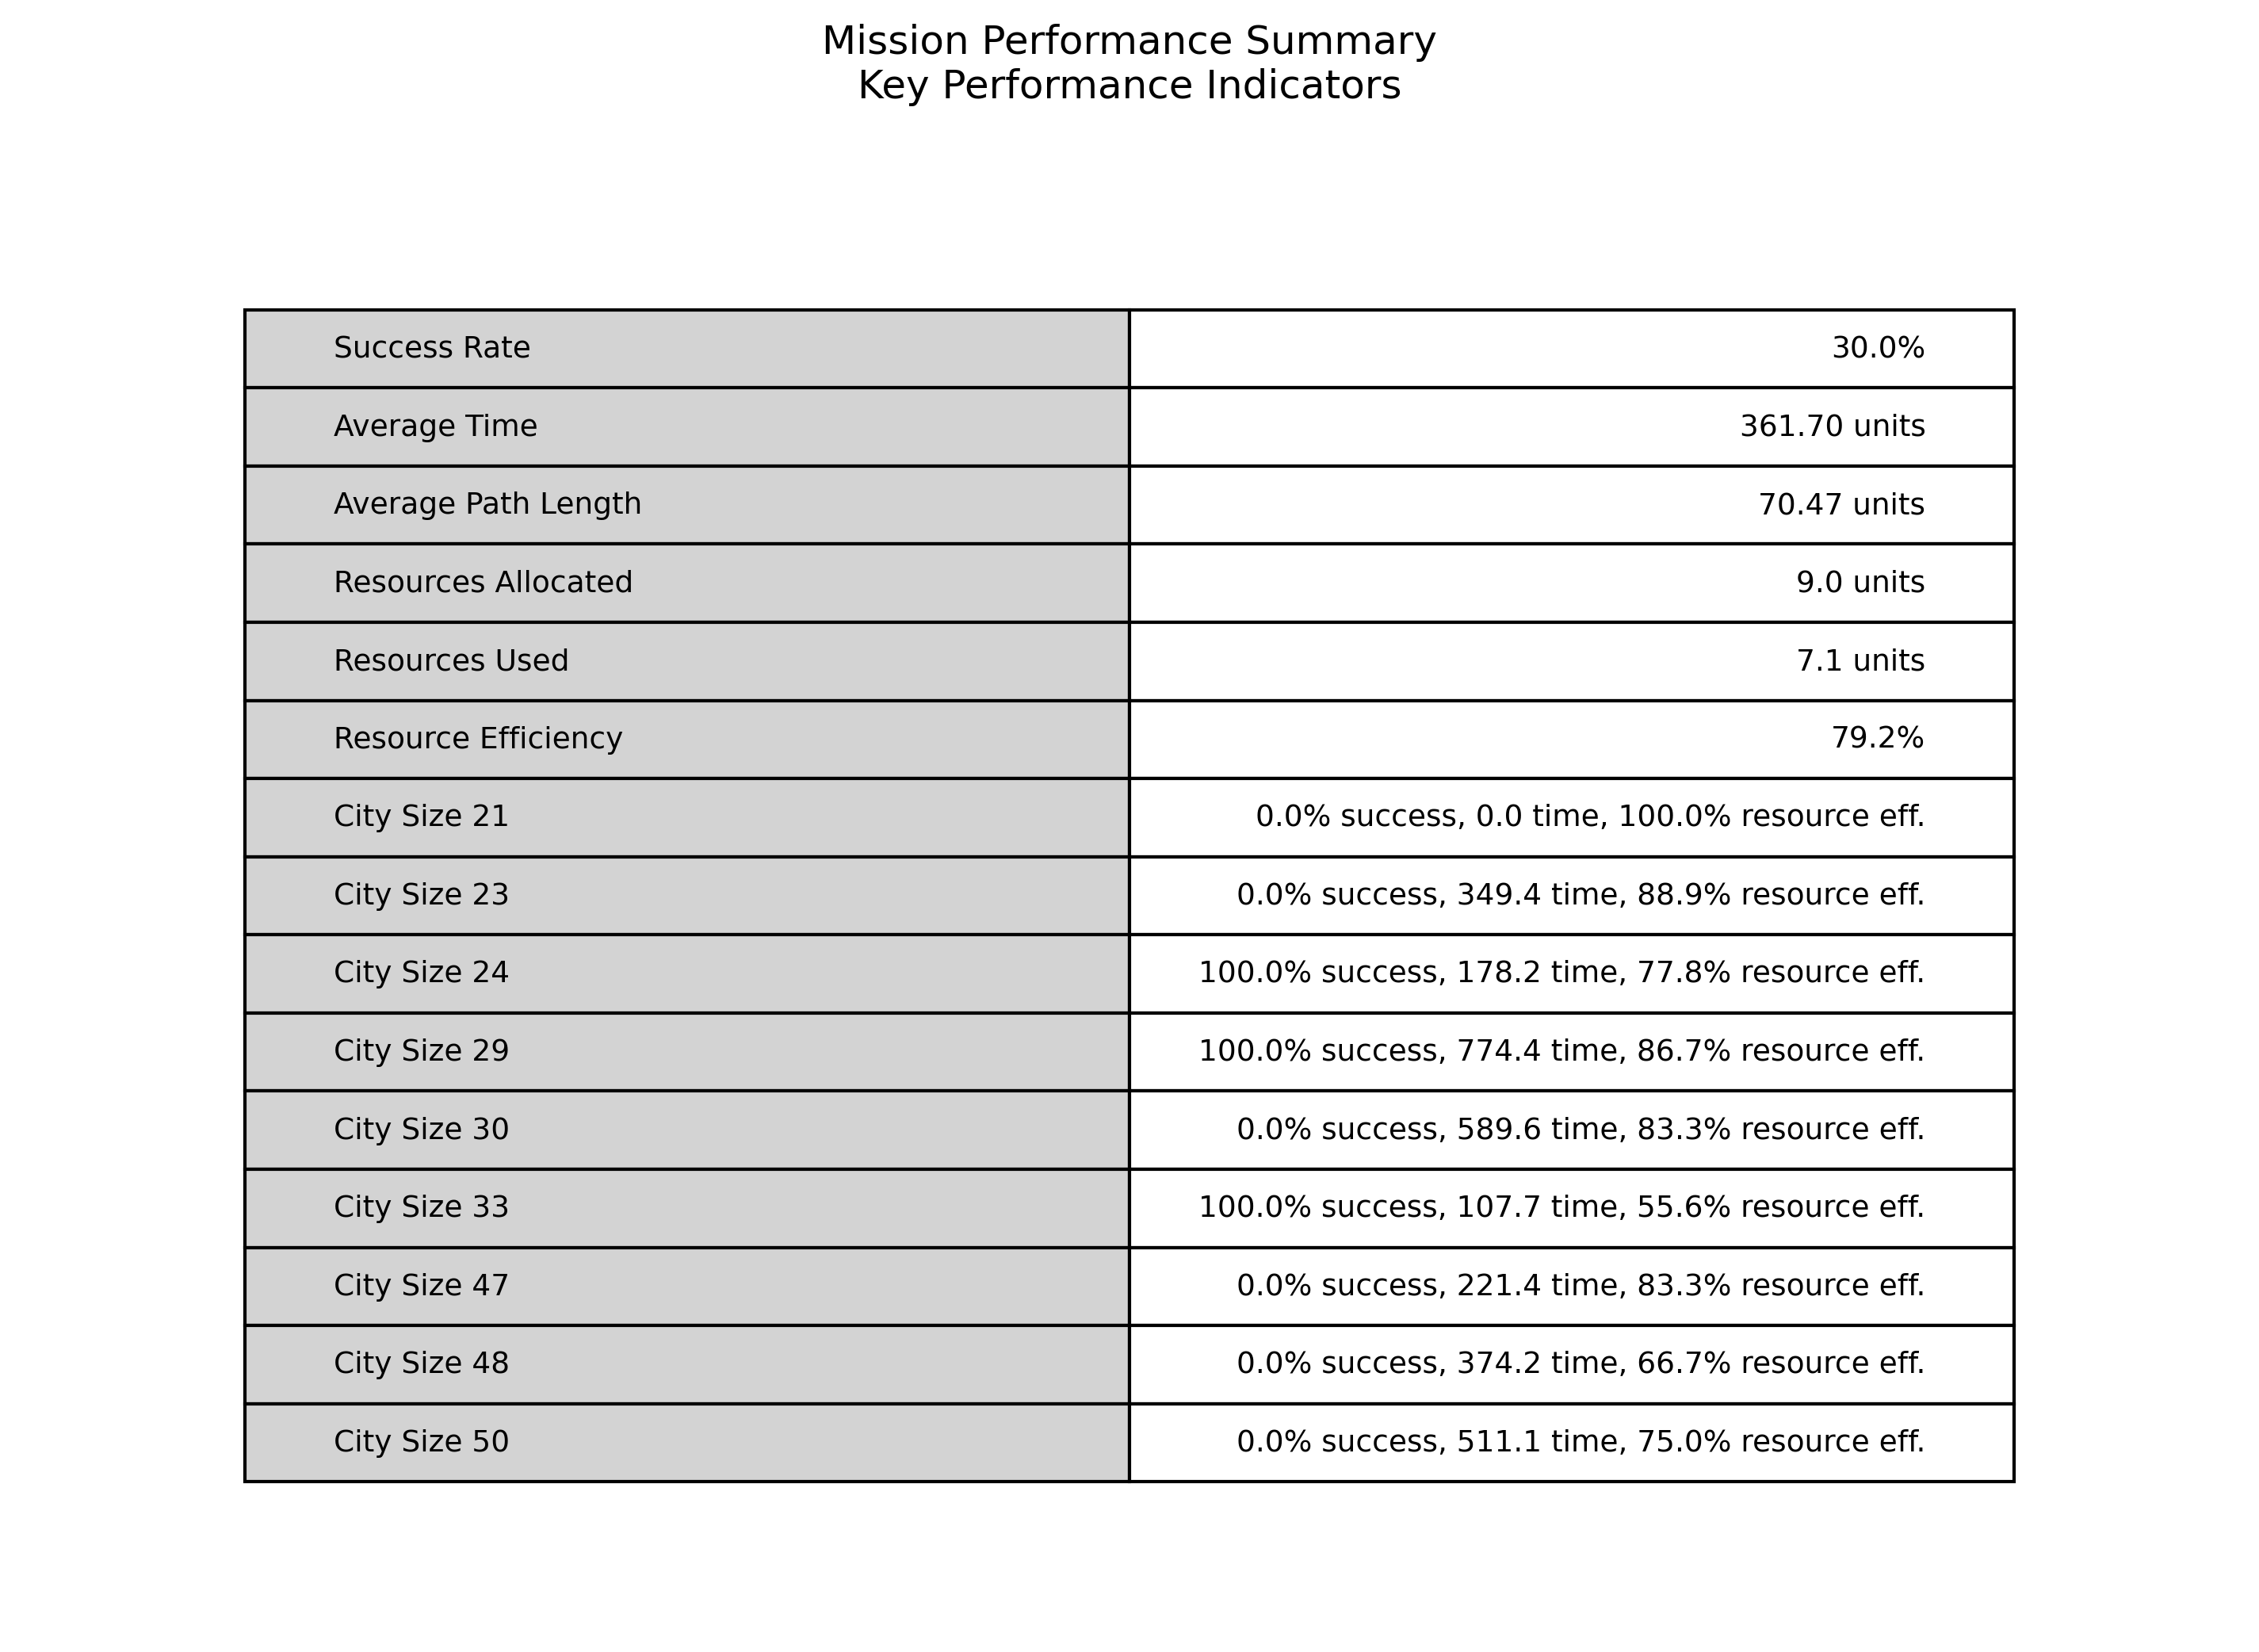 Mission Performance Summary
Key Performance Indicators
Success Rate 30.0%
Average Time 361.70 units
Average Path Length 70.47 units
Resources Allocated 9.0 units
Resources Used 7.1 units
Resource Efficiency 79.2%
City Size 21 0.0% success, 0.0 time, 100.0% resource eff.
City Size 23 0.0% success, 349.4 time, 88.9% resource eff.
City Size 24 100.0% success, 178.2 time, 77.8% resource eff.
City Size 29 100.0% success, 774.4 time, 86.7% resource eff.
City Size 30 0.0% success, 589.6 time, 83.3% resource eff.
City Size 33 100.0% success, 107.7 time, 55.6% resource eff.
City Size 47 0.0% success, 221.4 time, 83.3% resource eff.
City Size 48 0.0% success, 374.2 time, 66.7% resource eff.
City Size 50 0.0% success, 511.1 time, 75.0% resource eff.